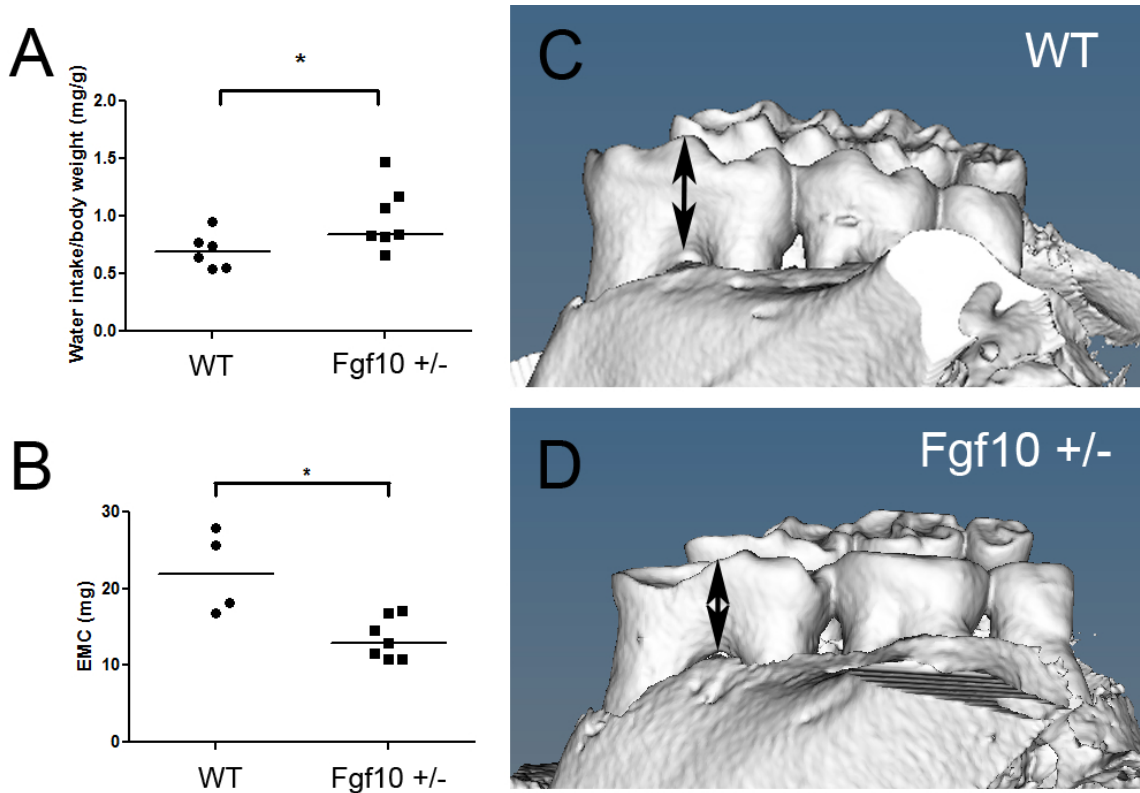 A
Water intake/body weight (mg/g)
*
2.0
1.5
1.0
0.5
0.0
WT
Fgf10 +/-
B
EMC (mg)
*
30
20
10
0
WT
Fgf10 +/-
C
WT
D
Fgf10 +/-